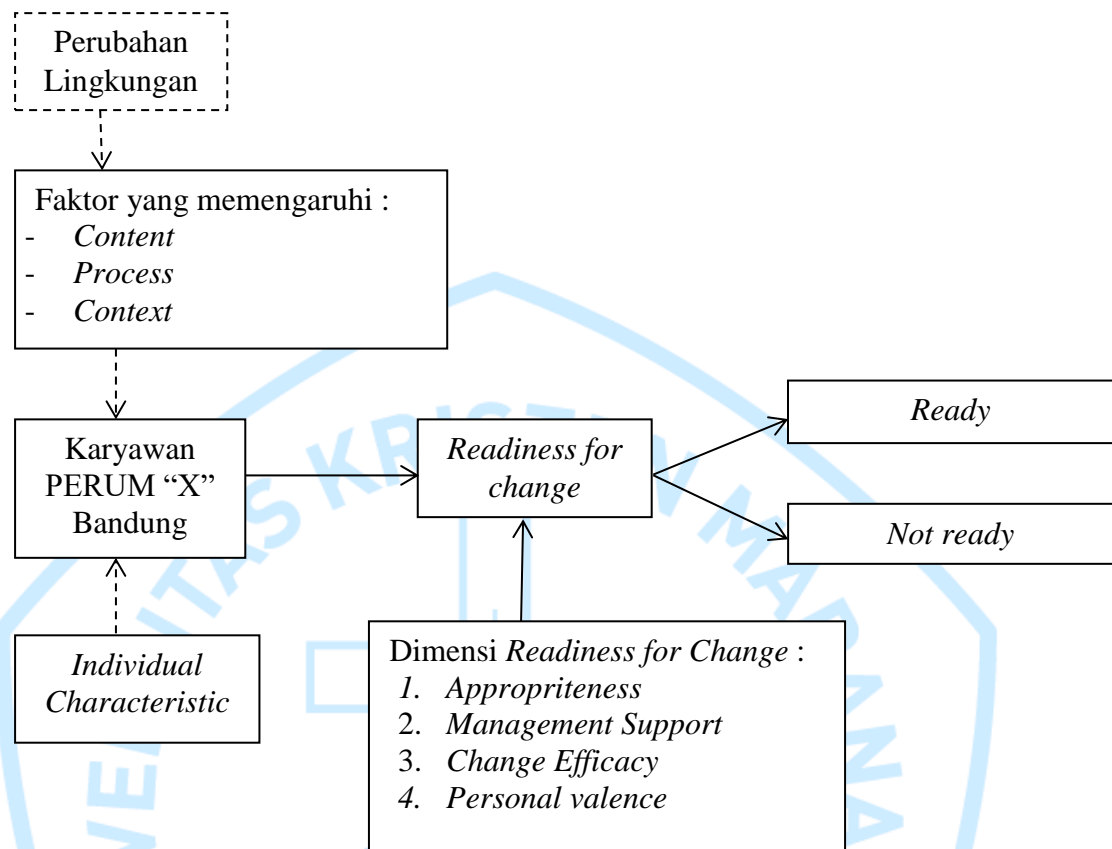 Perubahan
Lingkungan
Faktor yang memengaruhi :
- Content
- Process
- Context
Karyawan
PERUM “X”
Bandung
Readiness for
change
Ready
Not ready
Individual
Characteristic
Dimensi Readiness for Change :
1. Appropriteness
2. Management Support
3. Change Efficacy
4. Personal valence